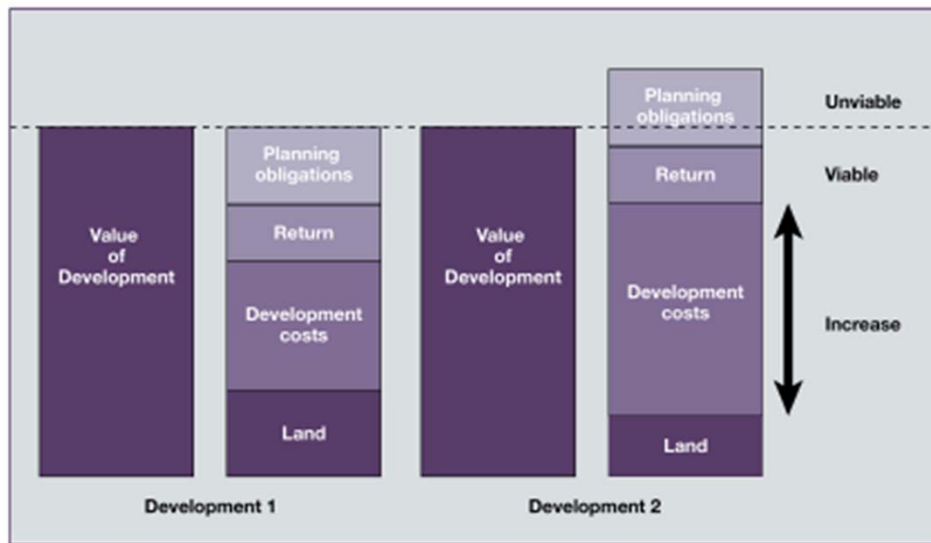 Value
of
Development
Planning
obligations
Return
Development
costs
Land
Development 1
Value
of
Development
Planning
obligations
Return
Development
costs
Land
Development 2
Unviable
Viable
Increase